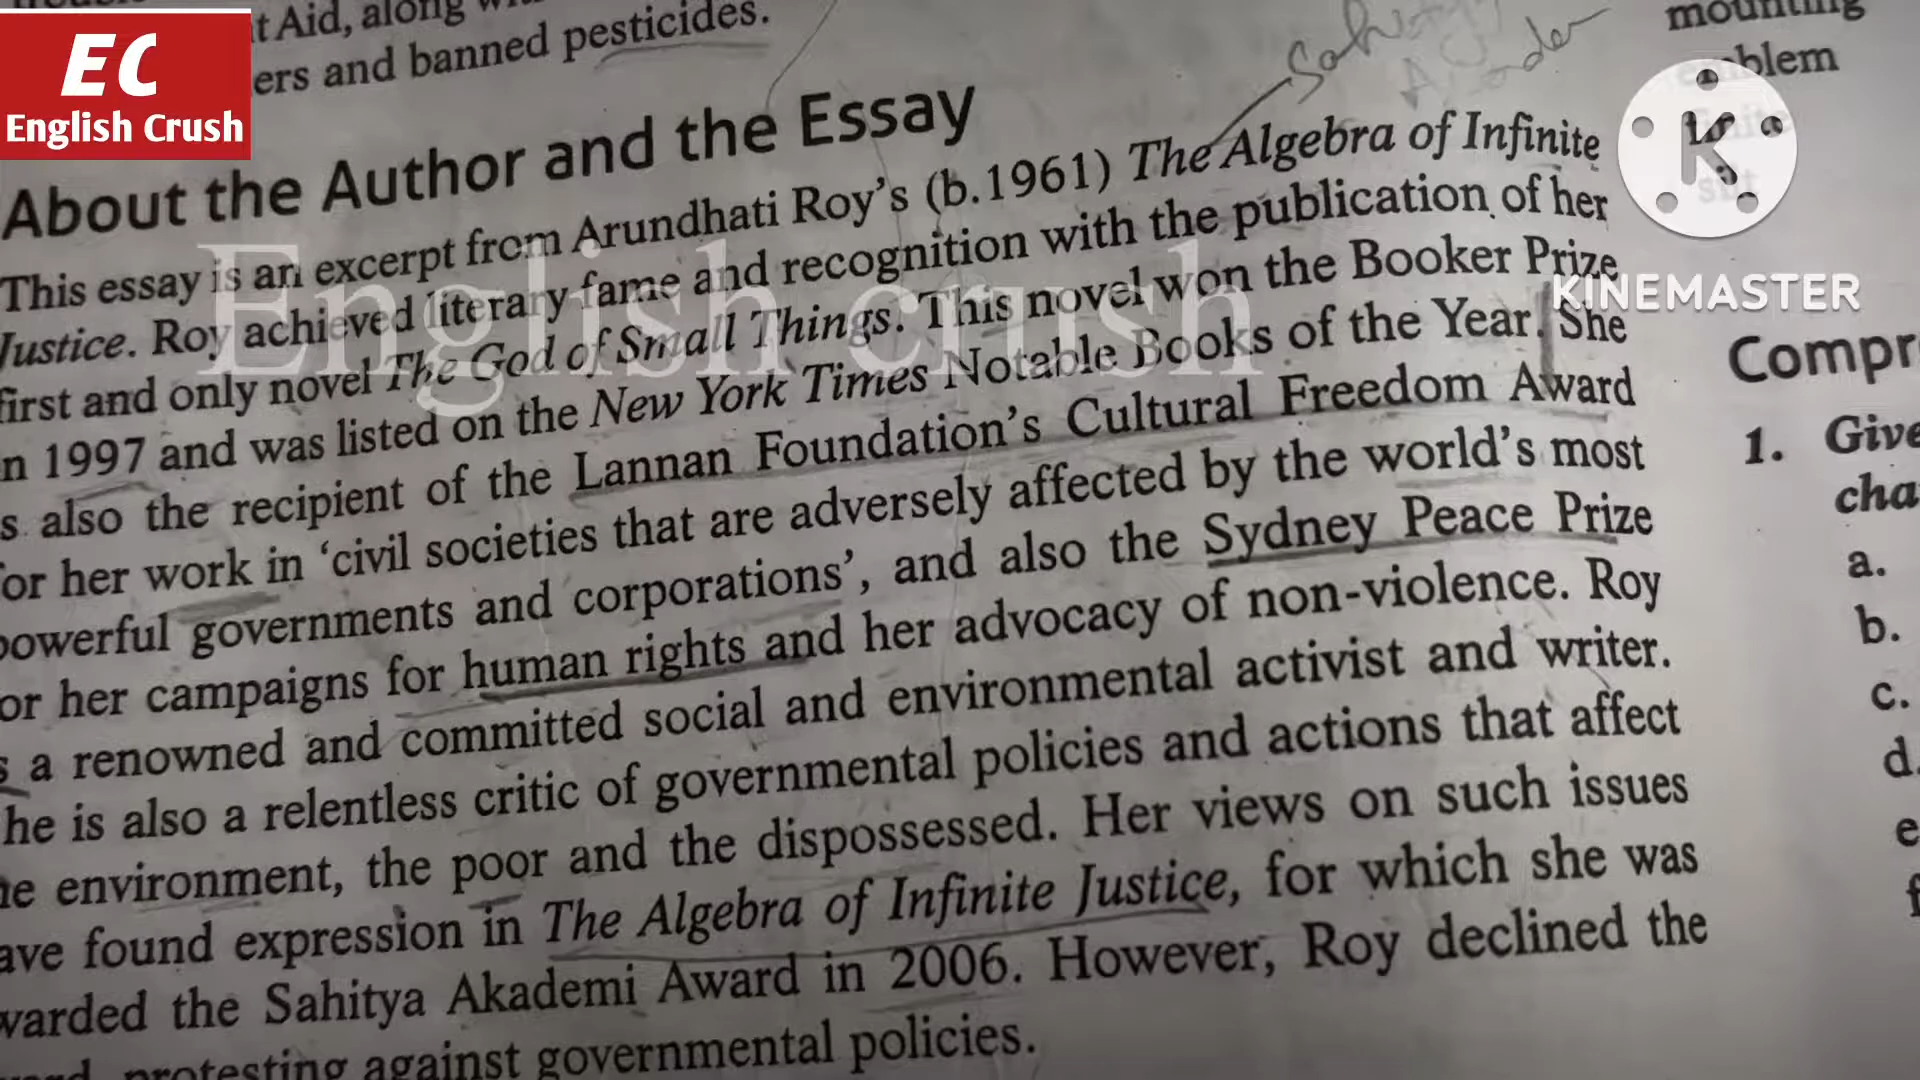 t Aid, along
ers and banned pesticides.
EC
English Crush
Sahitya
mounting
emblem
About the Author and the Essay
This essay is an excerpt from Arundhati Roy's (b.1961) The Algebra of Infinite
Justice. Roy achieved literary fame and recognition with the publication of her
first and only novel The God of Small Things. This novel won the Booker Prize
n 1997 and was listed on the New York Times Notable Books of the Year. She
s also the recipient of the Lannan Foundation's Cultural Freedom Award
for her work in 'civil societies that are adversely affected by the world's most
powerful governments and corporations', and also the Sydney Peace Prize
or her campaigns for human rights and her advocacy of non-violence. Roy
s a renowned and committed social and environmental activist and writer.
he is also a relentless critic of governmental policies and actions that affect
he environment, the poor and the dispossessed. Her views on such issues
ave found expression in The Algebra of Infinite Justice, for which she was
warded the Sahitya Akademi Award in 2006. However, Roy declined the
protesting against governmental policies.
English crush
K
KINEMASTER
Compr
1. Give
cha
a.
b.
c.
d.
e
f